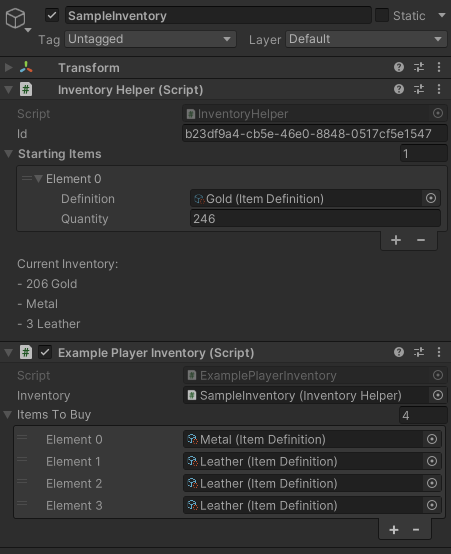 SampleInventory Static
Tag Untagged Layer Default
Transform
Inventory Helper (Script)
Script InventoryHelper
Id b23df9a4-cb5e-46e0-8848-0517cf5e1547
Starting Items 1
Element 0
Definition Gold (Item Definition)
Quantity 246
+ -
Current Inventory:
- 206 Gold
- Metal
- 3 Leather
Example Player Inventory (Script)
Script ExamplePlayerInventory
Inventory SampleInventory (Inventory Helper)
Items To Buy 4
Element 0 Metal (Item Definition)
Element 1 Leather (Item Definition)
Element 2 Leather (Item Definition)
Element 3 Leather (Item Definition)
+ -